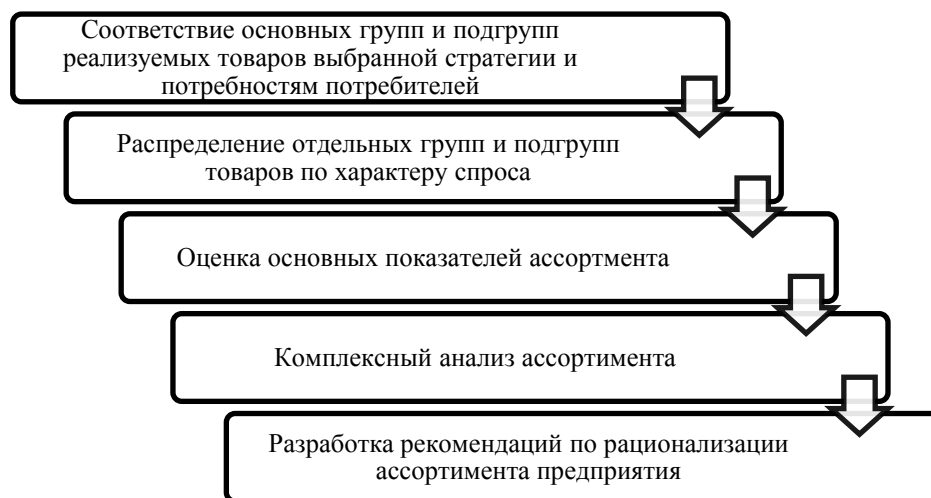 Соответствие основных групп и подгрупп
реализуемых товаров выбранной стратегии и
потребностям потребителей
Распределение отдельных групп и подгрупп
товаров по характеру спроса
Оценка основных показателей ассортмента
Комплексный анализ ассортимента
Разработка рекомендаций по рационализации
ассортимента предприятия